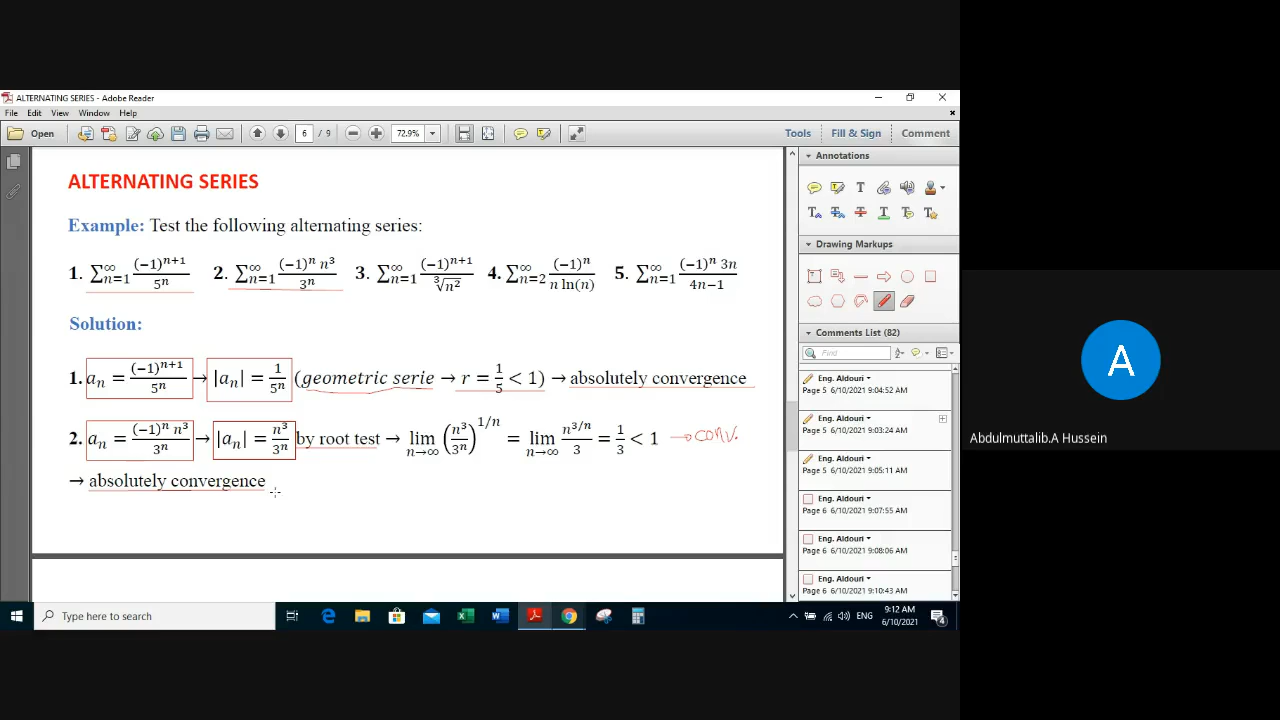 ALTERNATING SERIES - Adobe Reader
File Edit View Window Help
Open 6 / 9 72.9% Tools Fill & Sign Comment
ALTERNATING SERIES
Example: Test the following alternating series:
1. ∑_{n=1}^{∞} (-1)^{n+1}/5^n 2. ∑_{n=1}^{∞} (-1)^n n^3/3^n 3. ∑_{n=1}^{∞} (-1)^{n+1}/∛(n^2) 4. ∑_{n=2}^{∞} (-1)^n/(n ln(n)) 5. ∑_{n=1}^{∞} (-1)^n 3n/(4n-1)
Solution:
1. a_n = (-1)^{n+1}/5^n → |a_n| = 1/5^n (geometric serie → r = 1/5 < 1) → absolutely convergence
2. a_n = (-1)^n n^3/3^n → |a_n| = n^3/3^n by root test → lim_{n→∞} (n^3/3^n)^{1/n} = lim_{n→∞} n^{3/n}/3 = 1/3 < 1 → conv.
→ absolutely convergence
Annotations
T
Drawing Markups
Comments List (82)
Find
Eng. Aldouri
Page 5 6/10/2021 9:04:52 AM
Eng. Aldouri
Page 5 6/10/2021 9:03:24 AM
Eng. Aldouri
Page 5 6/10/2021 9:05:11 AM
Eng. Aldouri
Page 6 6/10/2021 9:07:55 AM
Eng. Aldouri
Page 6 6/10/2021 9:08:06 AM
Eng. Aldouri
Page 6 6/10/2021 9:10:43 AM
Type here to search
ENG
9:12 AM
6/10/2021
4
A
Abdulmuttalib.A Hussein